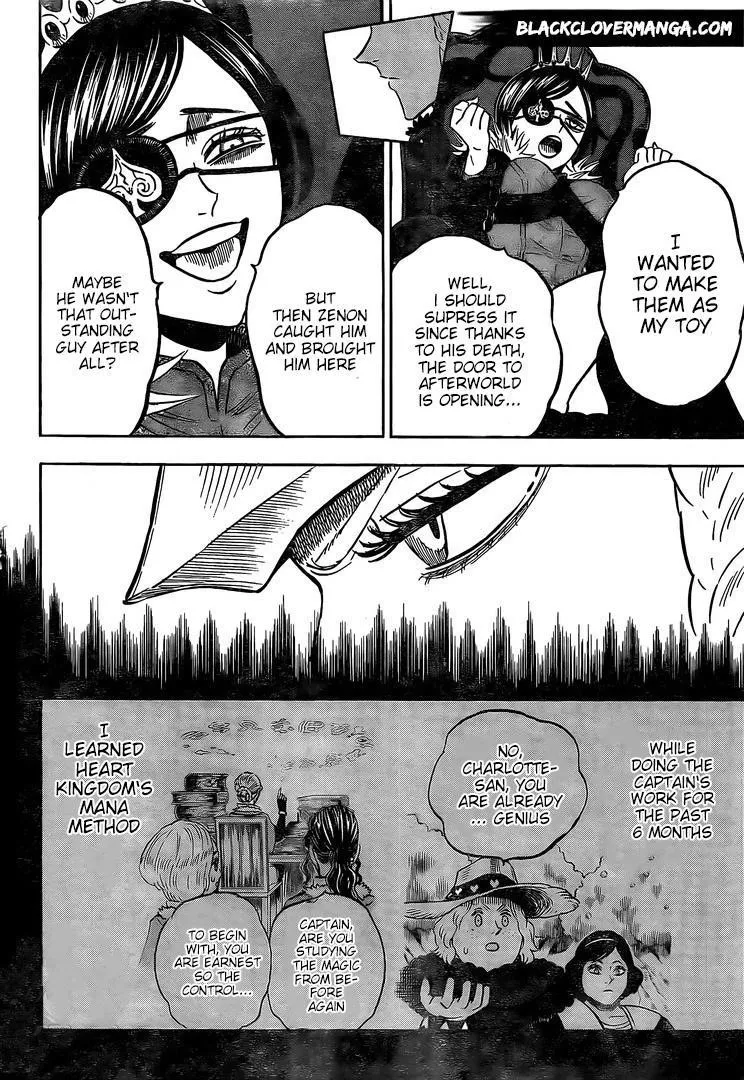 BLACKCLOVERMANGA.COM
I
WANTED
TO MAKE
THEM AS
MY TOY
WELL,
I SHOULD
SUPRESS IT
SINCE THANKS
TO HIS DEATH,
THE DOOR TO
AFTERWORLD
IS OPENING...
BUT
THEN ZENON
CAUGHT HIM
AND BROUGHT
HIM HERE
MAYBE
HE WASN'T
THAT OUT-
STANDING
GUY AFTER
ALL?
WHILE
DOING THE
CAPTAIN'S
WORK FOR
THE PAST
6 MONTHS
NO,
CHARLOTTE-
SAN, YOU
ARE ALREADY
... GENIUS
I
LEARNED
HEART
KINGDOM'S
MANA
METHOD
CAPTAIN,
ARE YOU
STUDYING
THE MAGIC
FROM BE-
FORE
AGAIN
TO BEGIN
WITH, YOU
ARE EARNEST
SO THE
CONTROL...